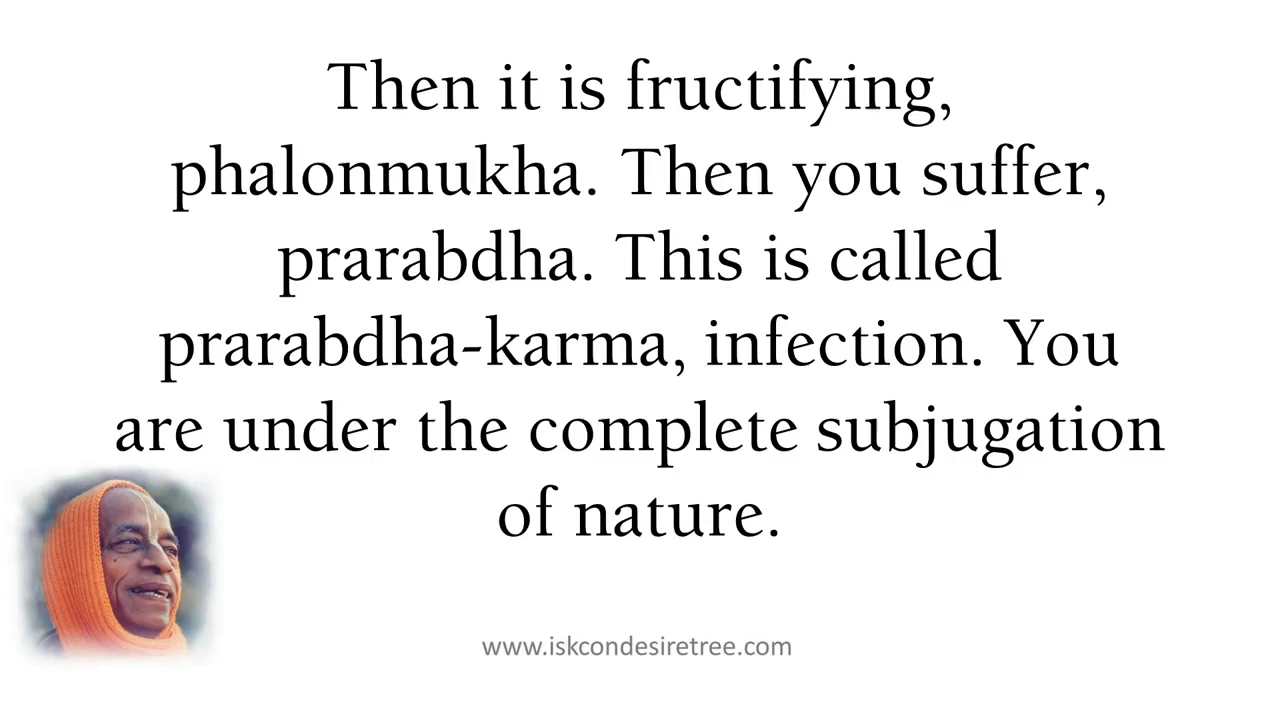 Then it is fructifying,
phalonmukha. Then you suffer,
prarabdha. This is called
prarabdha-karma, infection. You
are under the complete subjugation
of nature.
www.iskcondesiretree.com